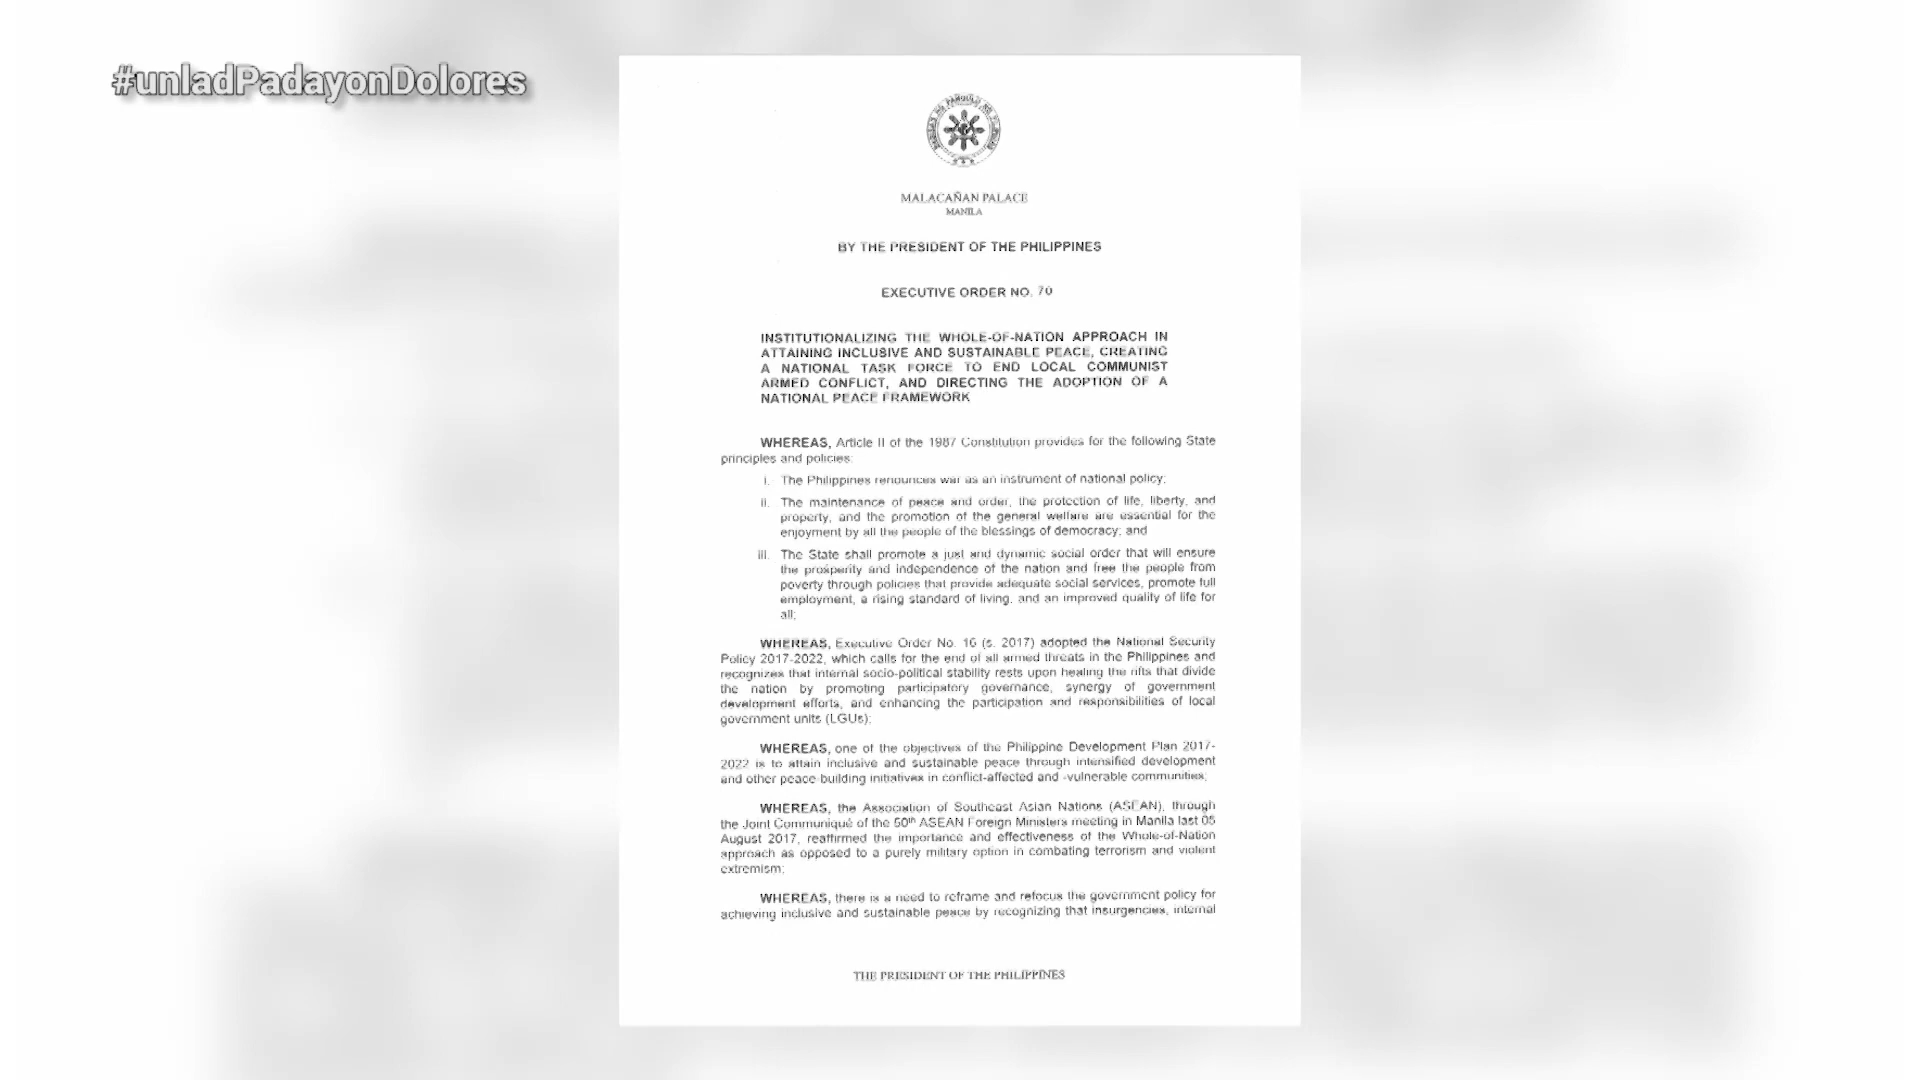 #unladPadayonDolores
MALACAÑAN PALACE
MANILA
BY THE PRESIDENT OF THE PHILIPPINES
EXECUTIVE ORDER NO. 70
INSTITUTIONALIZING THE WHOLE-OF-NATION APPROACH IN
ATTAINING INCLUSIVE AND SUSTAINABLE PEACE, CREATING
A NATIONAL TASK FORCE TO END LOCAL COMMUNIST
ARMED CONFLICT, AND DIRECTING THE ADOPTION OF A
NATIONAL PEACE FRAMEWORK
WHEREAS, Article II of the 1987 Constitution provides for the following State
principles and policies:
i. The Philippines renounces war as an instrument of national policy;
ii. The maintenance of peace and order, the protection of life, liberty, and
property, and the promotion of the general welfare are essential for the
enjoyment by all the people of the blessings of democracy; and
iii. The State shall promote a just and dynamic social order that will ensure
the prosperity and independence of the nation and free the people from
poverty through policies that provide adequate social services, promote full
employment, a rising standard of living, and an improved quality of life for
all;
WHEREAS, Executive Order No. 16 (s. 2017) adopted the National Security
Policy 2017-2022, which calls for the end of all armed threats in the Philippines and
recognizes that internal socio-political stability rests upon healing the rifts that divide
the nation by promoting participatory governance, synergy of government
development efforts, and enhancing the participation and responsibilities of local
government units (LGUs);
WHEREAS, one of the objectives of the Philippine Development Plan 2017-
2022 is to attain inclusive and sustainable peace through intensified development
and other peace-building initiatives in conflict-affected and -vulnerable communities;
WHEREAS, the Association of Southeast Asian Nations (ASEAN), through
the Joint Communiqué of the 50th ASEAN Foreign Ministers meeting in Manila last 05
August 2017, reaffirmed the importance and effectiveness of the Whole-of-Nation
approach as opposed to a purely military option in combating terrorism and violent
extremism;
WHEREAS, there is a need to reframe and refocus the government policy for
achieving inclusive and sustainable peace by recognizing that insurgencies, internal
THE PRESIDENT OF THE PHILIPPINES